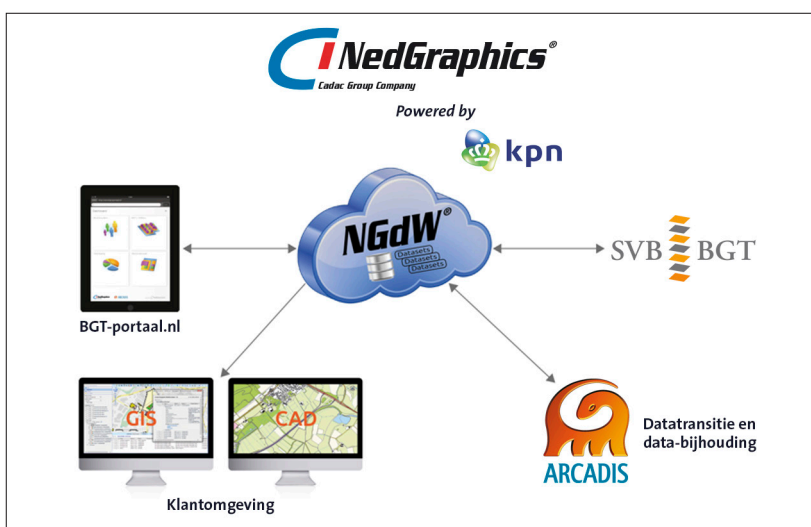 NedGraphics®
Cadac Group Company
Powered by
kpn
NGdW®
Datasets
Datasets
Datasets
SVB BGT
BGT-portaal.nl
GIS
CAD
Klantomgeving
ARCADIS
Datatransitie en
data-bijhouding